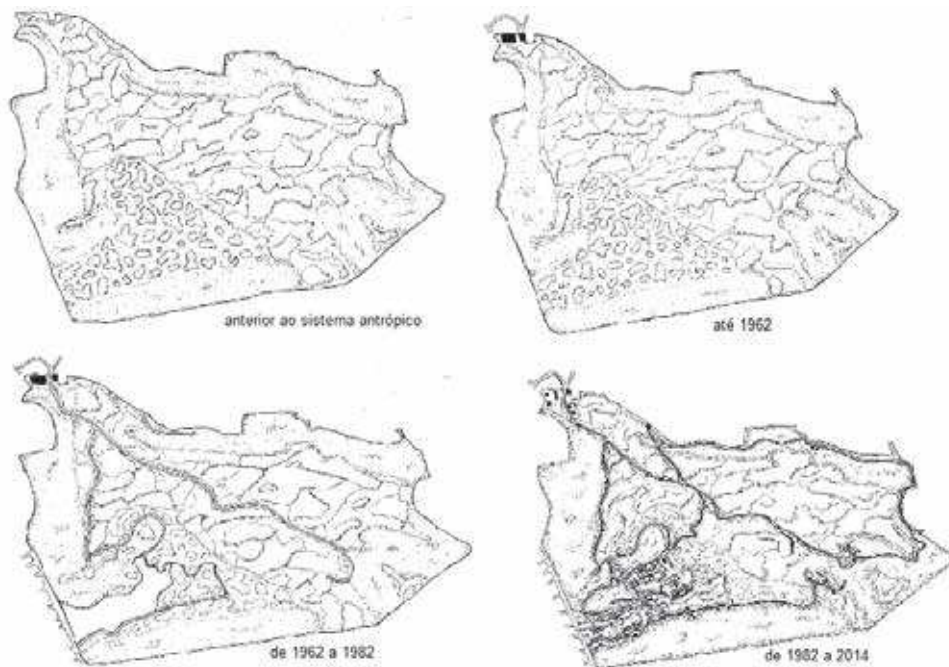 anterior ao sistema antrópico
até 1962
de 1962 a 1982
de 1982 a 2014